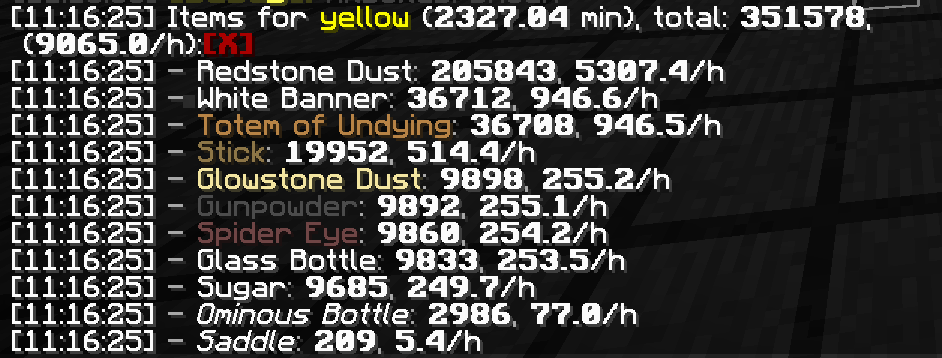 [11:16:25] Items for yellow (2327.04 min), total: 351578,
(9065.0/h):[X]
[11:16:25] - Redstone Dust: 205843, 5307.4/h
[11:16:25] - White Banner: 36712, 946.6/h
[11:16:25] - Totem of Undying: 36708, 946.5/h
[11:16:25] - Stick: 19952, 514.4/h
[11:16:25] - Glowstone Dust: 9898, 255.2/h
[11:16:25] - Gunpowder: 9892, 255.1/h
[11:16:25] - Spider Eye: 9860, 254.2/h
[11:16:25] - Glass Bottle: 9833, 253.5/h
[11:16:25] - Sugar: 9685, 249.7/h
[11:16:25] - Ominous Bottle: 2986, 77.0/h
[11:16:25] - Saddle: 209, 5.4/h